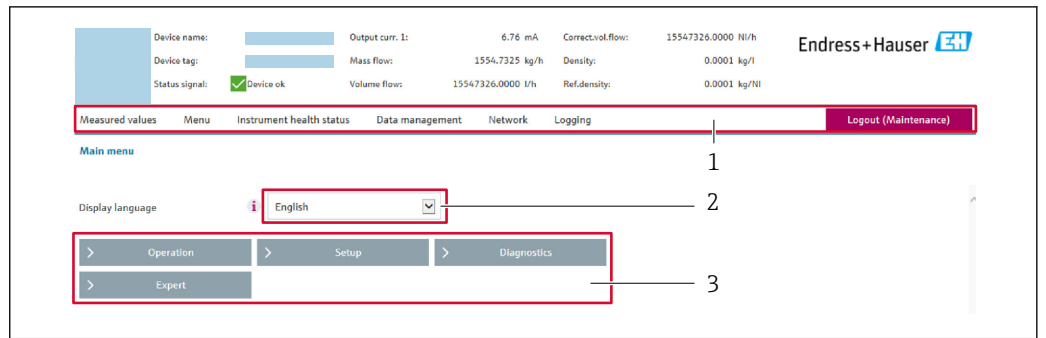 Device name: Output curr. 1: 6.76 mA Correct.vol.flow: 15547326.0000 Nl/h
Device tag: Mass flow: 1554.7325 kg/h Density: 0.0001 kg/l
Status signal: Device ok Volume flow: 15547326.0000 l/h Ref.density: 0.0001 kg/Nl
Endress+Hauser EH
Measured values Menu Instrument health status Data management Network Logging Logout (Maintenance)
1
Main menu
Display language i English 2
> Operation > Setup > Diagnostics
> Expert 3